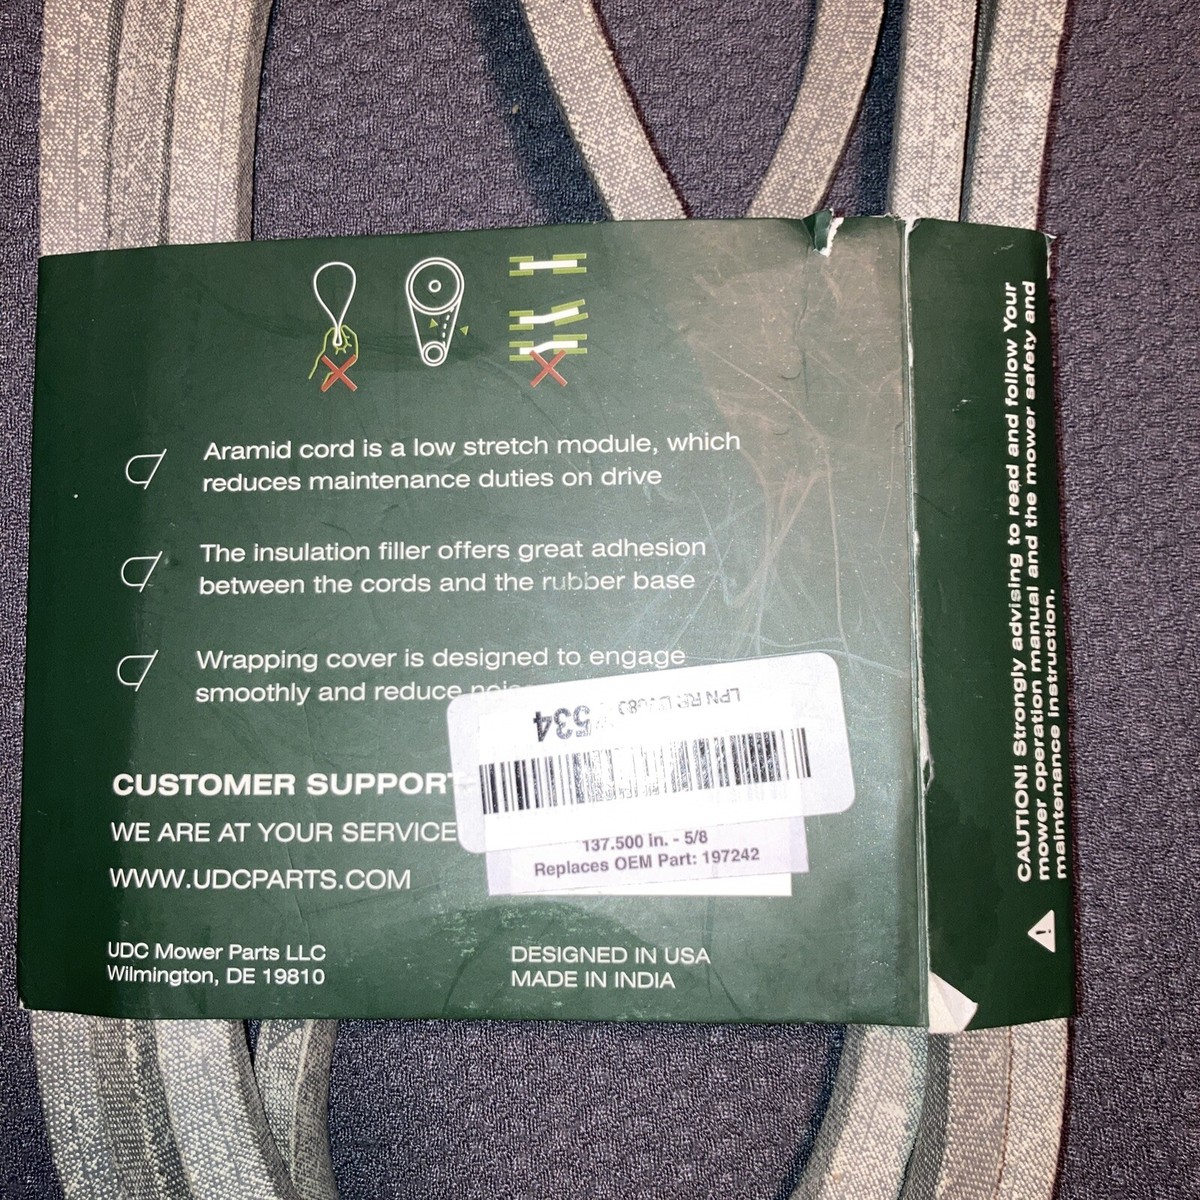 Aramid cord is a low stretch module, which
reduces maintenance duties on drive
The insulation filler offers great adhesion
between the cords and the rubber base
Wrapping cover is designed to engage
smoothly and reduce
534
LPN
CUSTOMER SUPPORT
WE ARE AT YOUR SERVICE
137.500 in. - 5/8
Replaces OEM Part: 197242
WWW.UDCPARTS.COM
UDC Mower Parts LLC
Wilmington, DE 19810
DESIGNED IN USA
MADE IN INDIA
CAUTION! Strongly advising to read and follow Your
mower operation manual and the mower safety and
maintenance instruction.